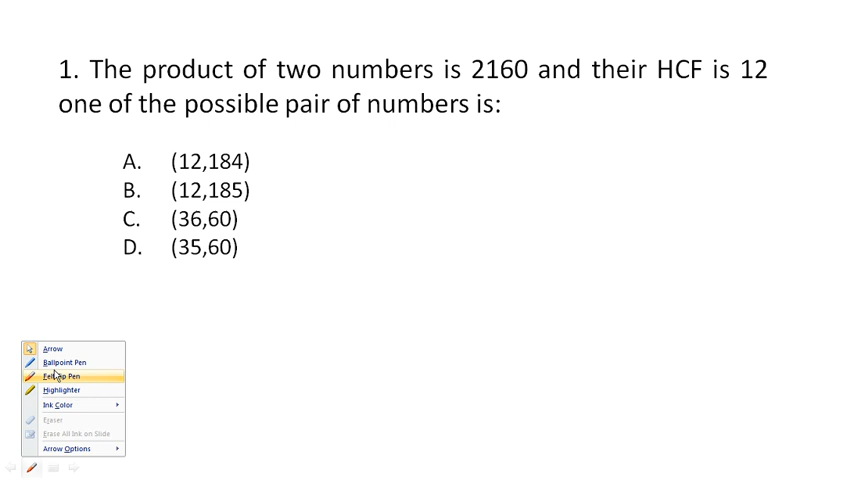 1. The product of two numbers is 2160 and their HCF is 12
one of the possible pair of numbers is:
A. (12,184)
B. (12,185)
C. (36,60)
D. (35,60)
Arrow
Ballpoint Pen
Pen
Highlighter
Ink Color
Eraser
Erase All Ink on Slide
Arrow Options